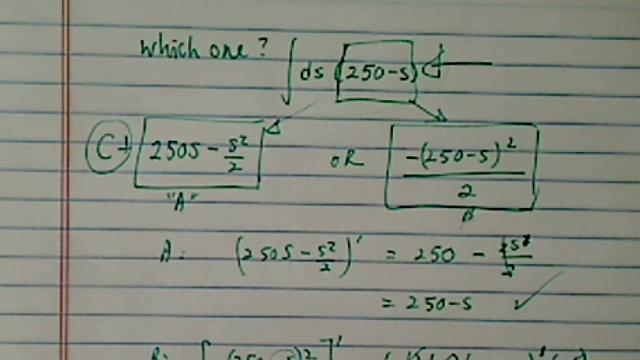 which one ? ∫ ds (250-s)
C + 250s - s²/2 OR -(250-s)²/2
"A" B
A: (250s - s²/2)' = 250 - 2s/2
= 250-s ✓
B: